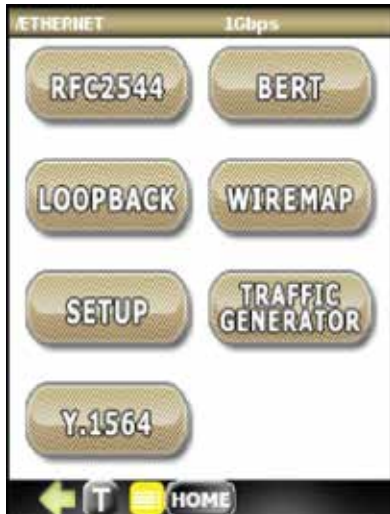 /ETHERNET 1Gbps
RFC2544 BERT
LOOPBACK WIREMAP
SETUP TRAFFIC GENERATOR
Y.1564
T HOME